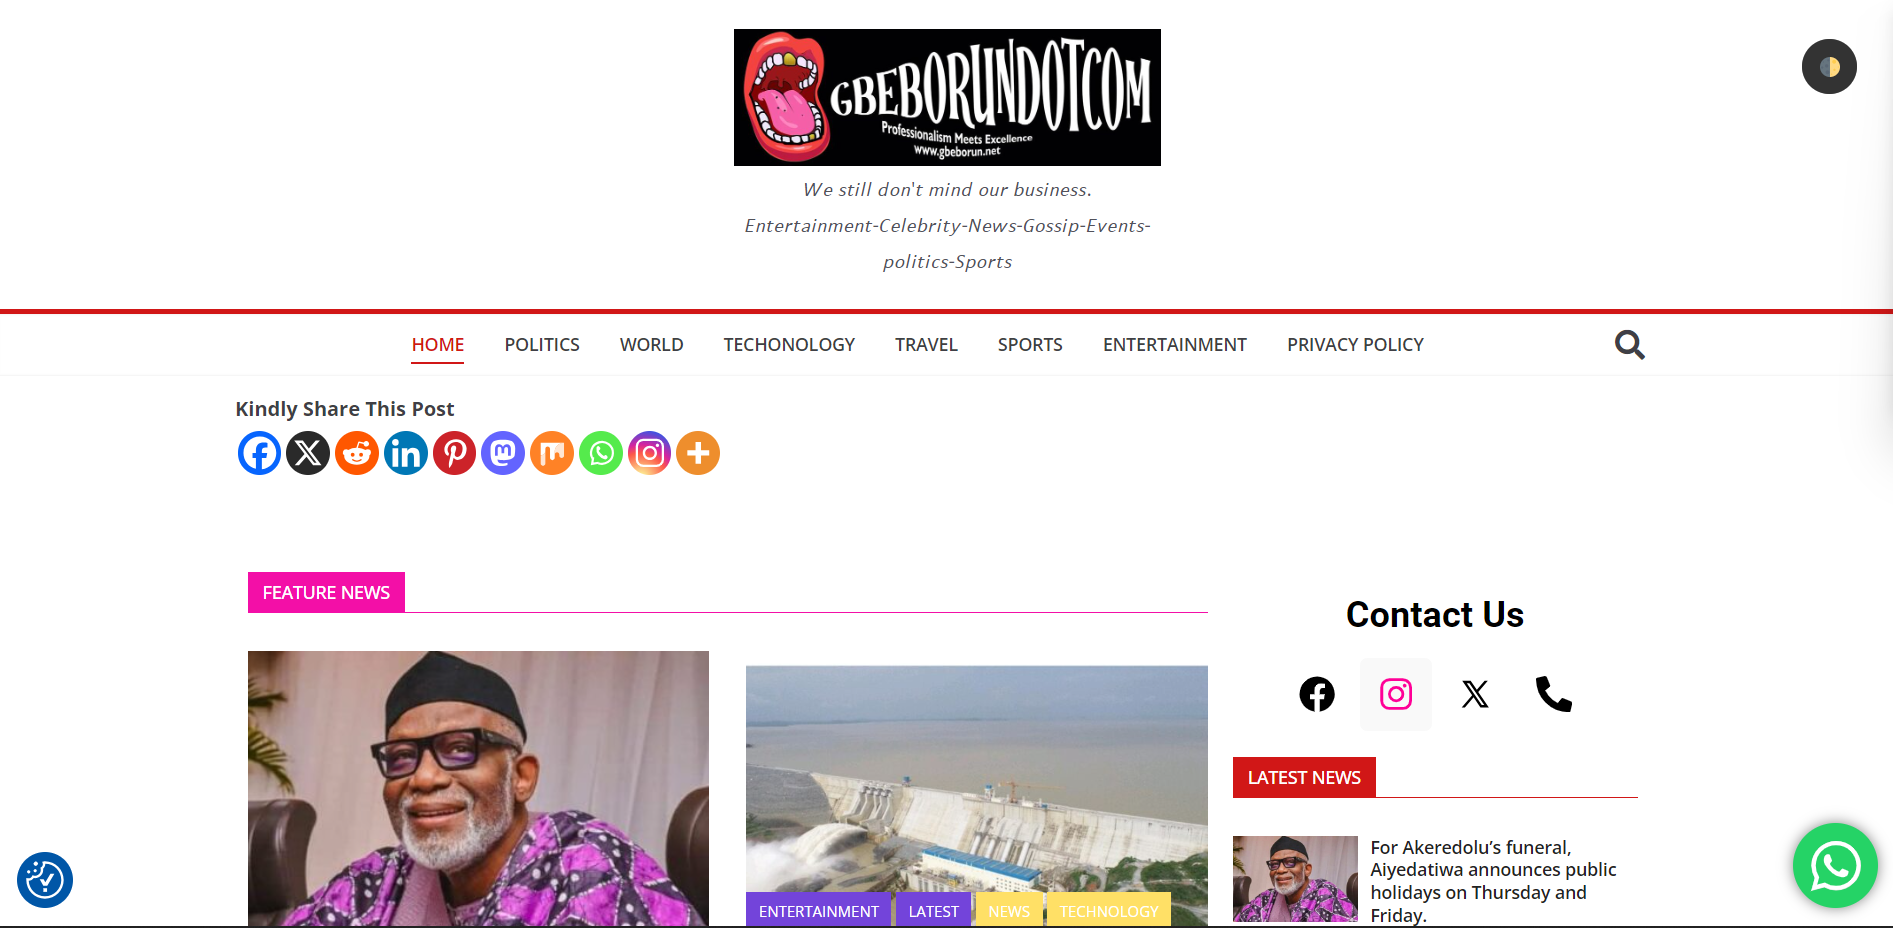 GBEBORUNDOTCOM
Professionalism Meets Excellence
www.gbeborun.net
We still don't mind our business.
Entertainment-Celebrity-News-Gossip-Events-
politics-Sports
HOME POLITICS WORLD TECHONOLOGY TRAVEL SPORTS ENTERTAINMENT PRIVACY POLICY
Kindly Share This Post
FEATURE NEWS
ENTERTAINMENT LATEST NEWS TECHNOLOGY
Contact Us
LATEST NEWS
For Akeredolu’s funeral,
Aiyedatiwa announces public
holidays on Thursday and
Friday.